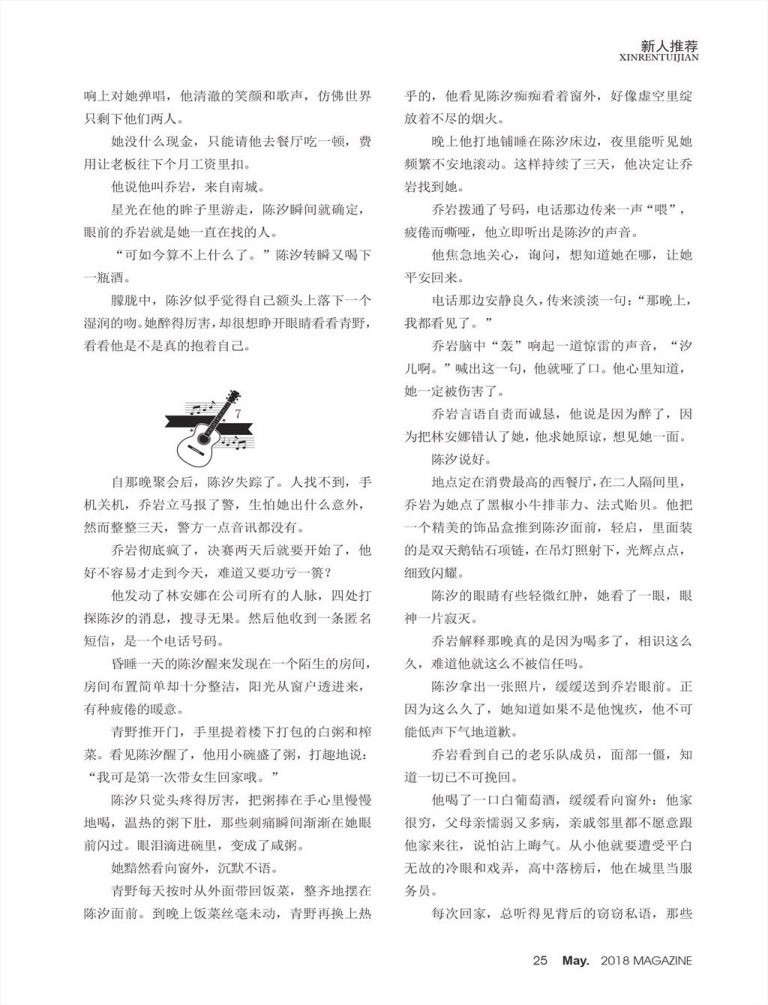 新人推荐
XINRENTUIJIAN
响上对她弹唱，他清澈的笑颜和歌声，仿佛世界
只剩下他们两人。
她没什么现金，只能请他去餐厅吃一顿，费
用让老板往下个月工资里扣。
他说他叫乔岩，来自南城。
星光在他的眸子里游走，陈汐瞬间就确定，
眼前的乔岩就是她一直在找的人。
“可如今算不上什么了。”陈汐转瞬又喝下
一瓶酒。
朦胧中，陈汐似乎觉得自己额头上落下一个
湿润的吻。她醉得厉害，却很想睁开眼睛看看青野，
看看他是不是真的抱着自己。
7
自那晚聚会后，陈汐失踪了。人找不到，手
机关机，乔岩立马报了警，生怕她出什么意外，
然而整整三天，警方一点音讯都没有。
乔岩彻底疯了，决赛两天后就要开始了，他
好不容易才走到今天，难道又要功亏一篑？
他发动了林安娜在公司所有的人脉，四处打
探陈汐的消息，搜寻无果。然后他收到一条匿名
短信，是一个电话号码。
昏睡一天的陈汐醒来发现在一个陌生的房间，
房间布置简单却十分整洁，阳光从窗户透进来，
有种疲倦的暖意。
青野推开门，手里提着楼下打包的白粥和榨
菜。看见陈汐醒了，他用小碗盛了粥，打趣地说：
“我可是第一次带女生回家哦。”
陈汐只觉头疼得厉害，把粥捧在手心里慢慢
地喝，温热的粥下肚，那些刺痛瞬间渐渐在她眼
前闪过。眼泪滴进碗里，变成了咸粥。
她黯然看向窗外，沉默不语。
青野每天按时从外面带回饭菜，整齐地摆在
陈汐面前。到晚上饭菜丝毫未动，青野再换上热
乎的，他看见陈汐痴痴看着窗外，好像虚空里绽
放着不尽的烟火。
晚上他打地铺睡在陈汐床边，夜里能听见她
频繁不安地滚动。这样持续了三天，他决定让乔
岩找到她。
乔岩拨通了号码，电话那边传来一声“喂”，
疲倦而嘶哑，他立即听出是陈汐的声音。
他焦急地关心，询问，想知道她在哪，让她
平安回来。
电话那边安静良久，传来淡淡一句：“那晚上，
我都看见了。”
乔岩脑中“轰”响起一道惊雷的声音，“汐
儿啊。”喊出这一句，他就哑了口。他心里知道，
她一定被伤害了。
乔岩言语自责而诚恳，他说是因为醉了，因
为把林安娜错认了她，他求她原谅，想见她一面。
陈汐说好。
地点定在消费最高的西餐厅，在二人隔间里，
乔岩为她点了黑椒小牛排菲力、法式贻贝。他把
一个精美的饰品盒推到陈汐面前，轻启，里面装
的是双天鹅钻石项链，在吊灯照射下，光辉点点，
细致闪耀。
陈汐的眼睛有些轻微红肿，她看了一眼，眼
神一片寂灭。
乔岩解释那晚真的是因为喝多了，相识这么
久，难道他就这么不被信任吗。
陈汐拿出一张照片，缓缓送到乔岩眼前。正
因为这么久了，她知道如果不是他愧疚，他不可
能低声下气地道歉。
乔岩看到自己的老乐队成员，面部一僵，知
道一切已不可挽回。
他喝了一口白葡萄酒，缓缓看向窗外：他家
很穷，父母亲懦弱又多病，亲戚邻里都不愿意跟
他家来往，说怕沾上晦气。从小他就要遭受平白
无故的冷眼和戏弄，高中落榜后，他在城里当服
务员。
每次回家，总听得见背后的窃窃私语，那些
25 May. 2018 MAGAZINE